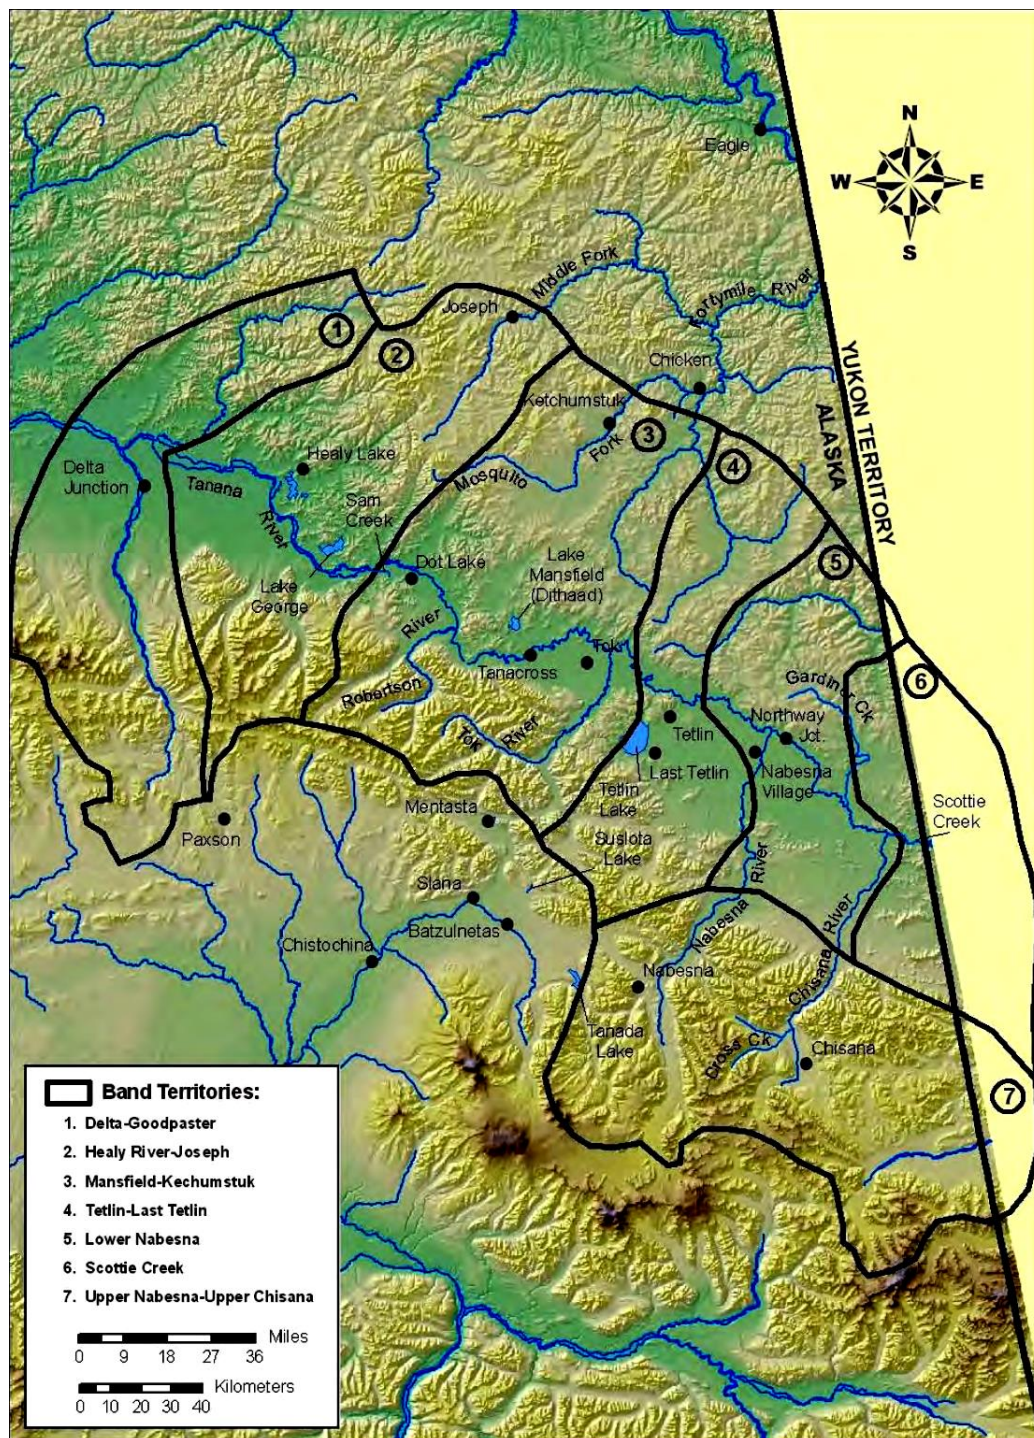 Eagle
N
W E
S
Middle Fork
Fortymile River
Joseph
1
2
Chicken
YUKON TERRITORY
ALASKA
Ketchumstuk
3
Fork
4
Healy Lake
Delta
Junction
Mosquito
Tanana
River
Sam
Creek
5
Dot Lake
Lake
Mansfield
(Dithaad)
Lake
George
River
Tok
Tanacross
6
Gardiner Ck
Robertson
Northway
Jct.
Tetlin
Tok
River
Last Tetlin
Nabesna
Village
Tetlin
Lake
Scottie
Creek
Mentasta
Paxson
Suslota
Lake
River
Slana
Nabesna
River
Batzulnetas
Chistochina
Nabesna
Chisana
Tanada
Lake
Cross Ck
Chisana
7
Band Territories:
1. Delta-Goodpaster
2. Healy River-Joseph
3. Mansfield-Kechumstuk
4. Tetlin-Last Tetlin
5. Lower Nabesna
6. Scottie Creek
7. Upper Nabesna-Upper Chisana
Miles
0 9 18 27 36
Kilometers
0 10 20 30 40